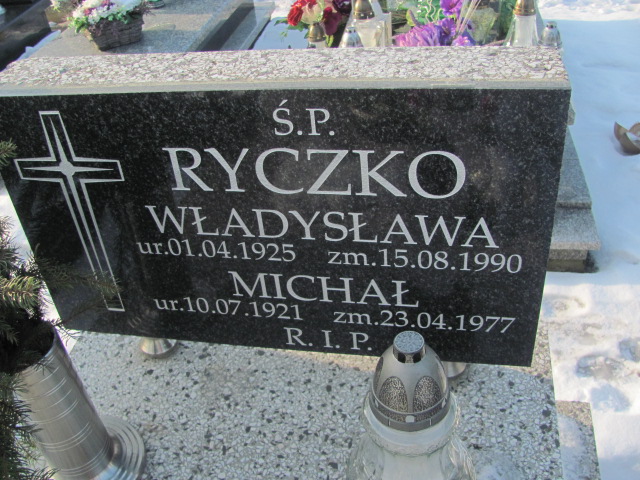 Ś.P.
RYCZKO
WŁADYSŁAWA
ur.01.04.1925 zm.15.08.1990
MICHAŁ
ur.10.07.1921 zm.23.04.1977
R. I. P.